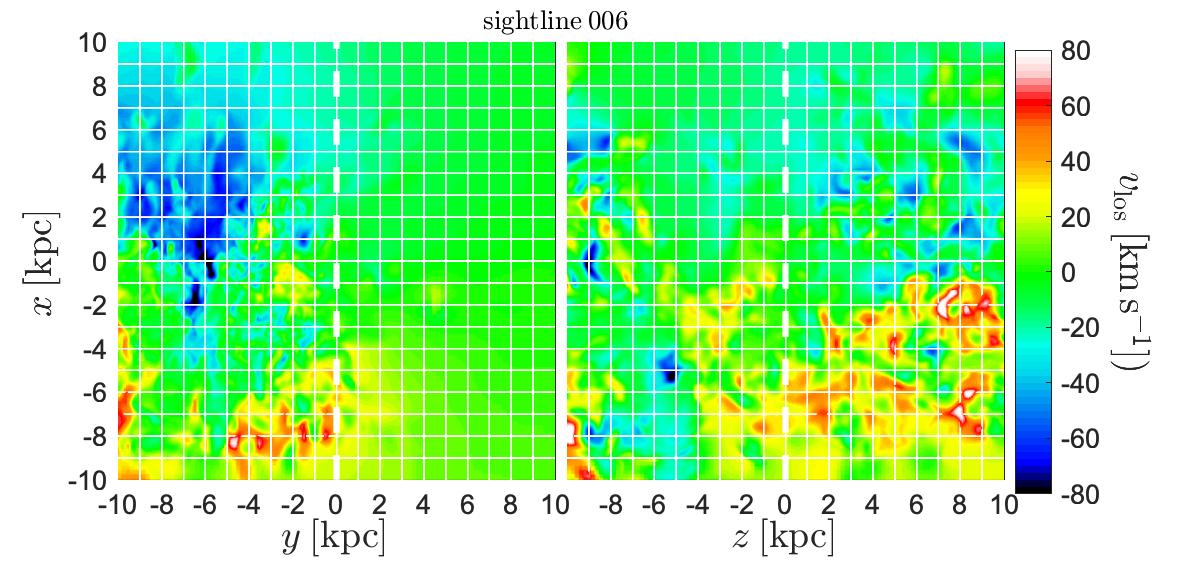 sightline 006
10
8
6
4
2
0
-2
-4
-6
-8
-10
x [kpc]
-10 -8 -6 -4 -2 0 2 4 6 8 10
y [kpc]
-8 -6 -4 -2 0 2 4 6 8 10
z [kpc]
80
60
40
20
0
-20
-40
-60
-80
v_los [km s⁻¹])